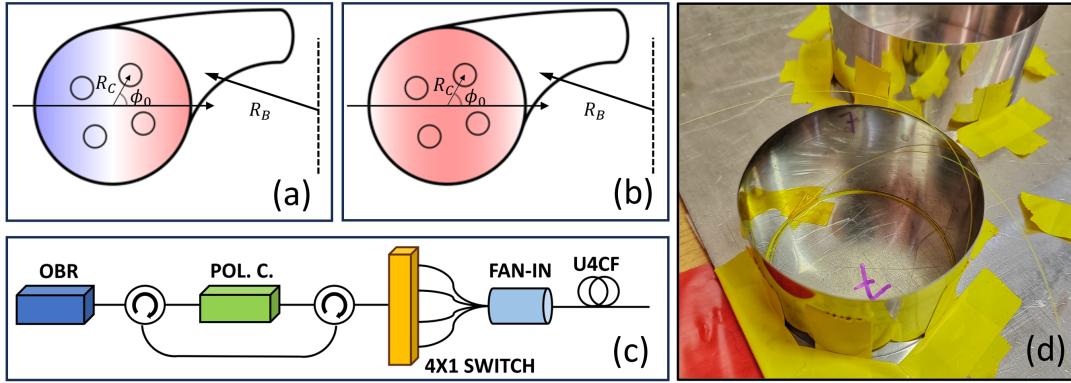 R_C
ϕ_0
R_B
(a)
R_C
ϕ_0
R_B
(b)
OBR
POL. C.
FAN-IN
U4CF
4X1 SWITCH
(c)
(d)